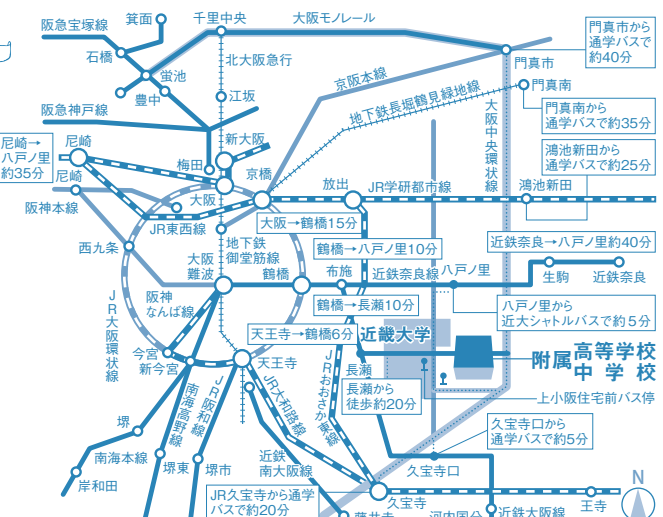 阪急宝塚線
箕面
千里中央
大阪モノレール
門真市から
通学バスで
約40分
石橋
北大阪急行
門真市
蛍池
京阪本線
豊中
江坂
地下鉄長堀鶴見緑地線
門真南
阪急神戸線
大阪中央環状線
門真南から
通学バスで約35分
尼崎→
八戸ノ里
約35分
尼崎
新大阪
鴻池新田から
通学バスで約25分
梅田
京橋
尼崎
放出
JR学研都市線
鴻池新田
阪神本線
大阪
JR東西線
大阪→鶴橋15分
西九条
地下鉄
御堂筋線
鶴橋→八戸ノ里10分
近鉄奈良→八戸ノ里約40分
大阪
難波
鶴橋
布施
近鉄奈良線
八戸ノ里
生駒
近鉄奈良
JR大阪環状線
阪神
なんば線
鶴橋→長瀬10分
八戸ノ里から
近大シャトルバスで約5分
天王寺→鶴橋6分
近畿大学
今宮
新今宮
天王寺
長瀬
附属高等学校
中学校
JR大和路線
JRおおさか東線
長瀬から
徒歩約20分
上小阪住宅前バス停
JR阪和線
南海高野線
堺
久宝寺口から
通学バスで約5分
南海本線
堺東
堺市
近鉄
南大阪線
久宝寺口
岸和田
JR久宝寺から通学
バスで約20分
久宝寺
王寺
N
藤井寺
河内国分
近鉄大阪線